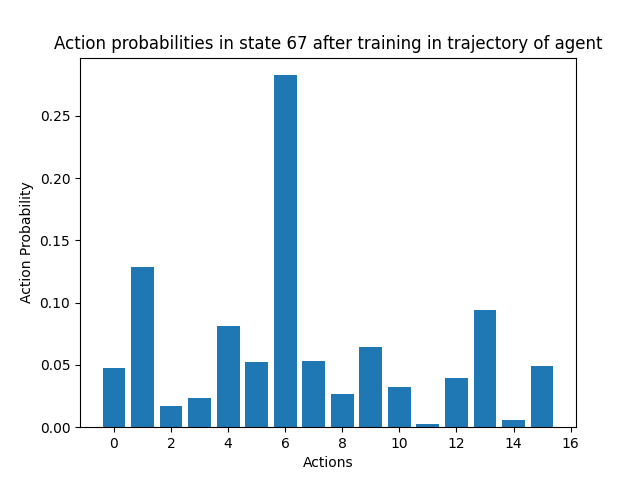 Action probabilities in state 67 after training in trajectory of agent
Action Probability
0.25
0.20
0.15
0.10
0.05
0.00
0 2 4 6 8 10 12 14 16
Actions